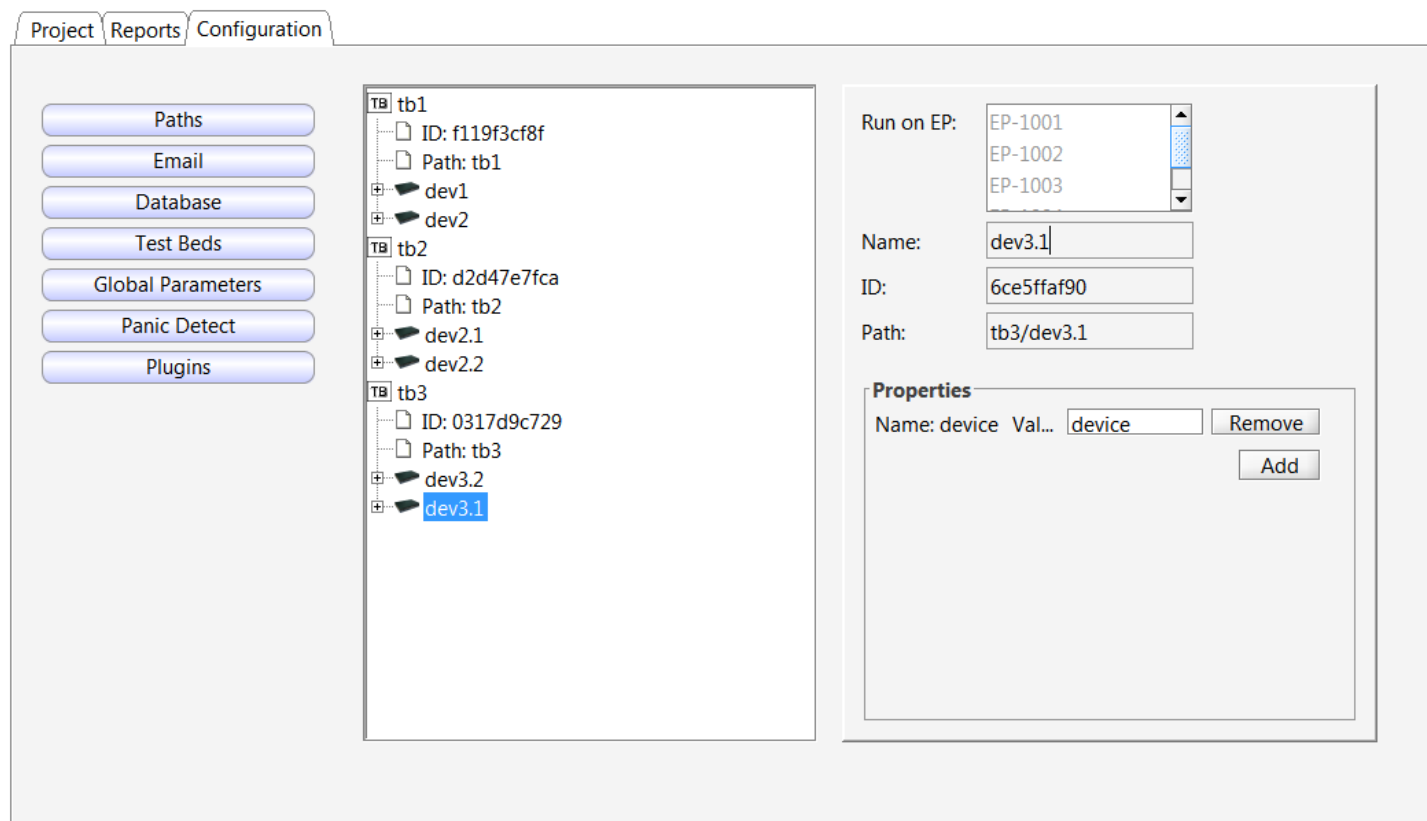 Project Reports Configuration
Paths
Email
Database
Test Beds
Global Parameters
Panic Detect
Plugins
TB tb1
ID: f119f3cf8f
Path: tb1
dev1
dev2
TB tb2
ID: d2d47e7fca
Path: tb2
dev2.1
dev2.2
TB tb3
ID: 0317d9c729
Path: tb3
dev3.2
dev3.1
Run on EP:
EP-1001
EP-1002
EP-1003
Name: dev3.1
ID: 6ce5ffaf90
Path: tb3/dev3.1
Properties
Name: device Val... device Remove
Add